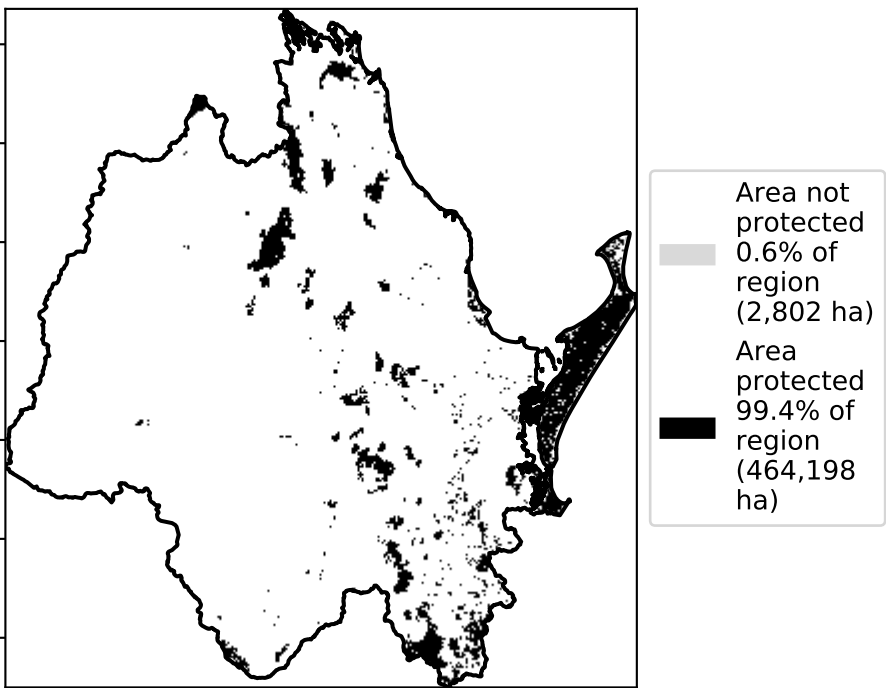 Area not
protected
0.6% of
region
(2,802 ha)
Area
protected
99.4% of
region
(464,198
ha)